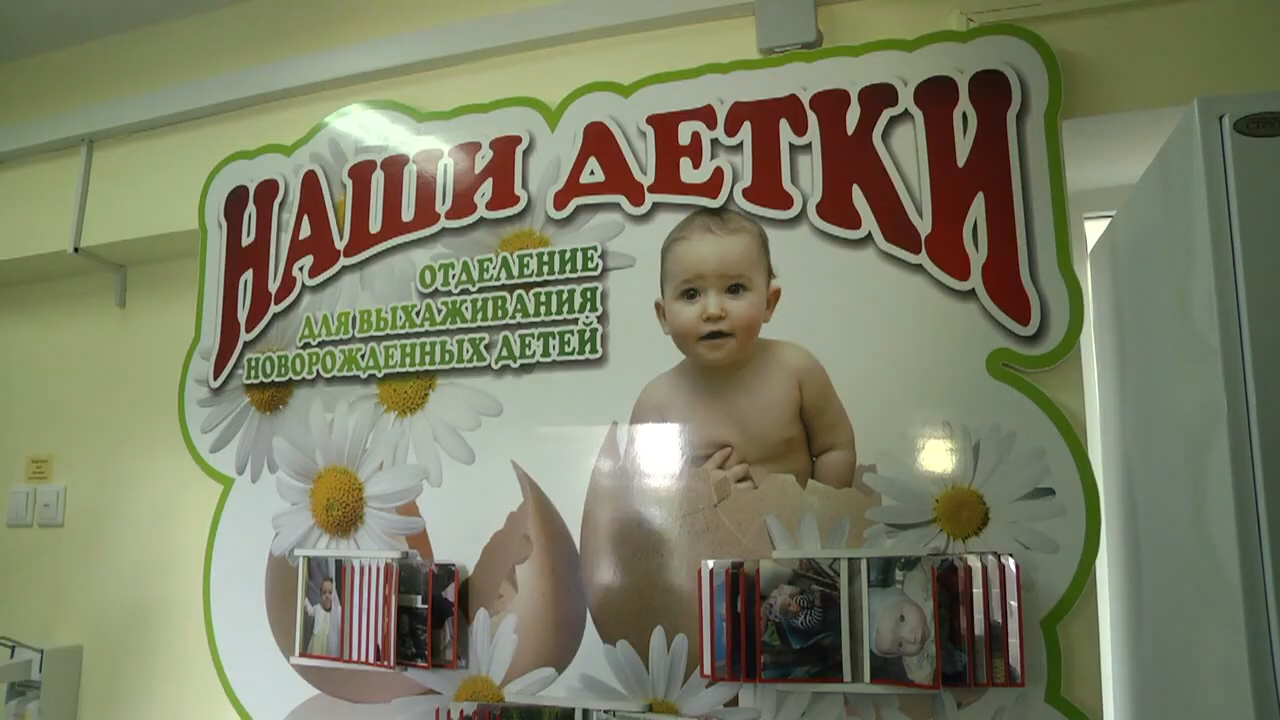 НАШИ ДЕТКИ
ОТДЕЛЕНИЕ
ДЛЯ ВЫХАЖИВАНИЯ
НОВОРОЖДЕННЫХ ДЕТЕЙ